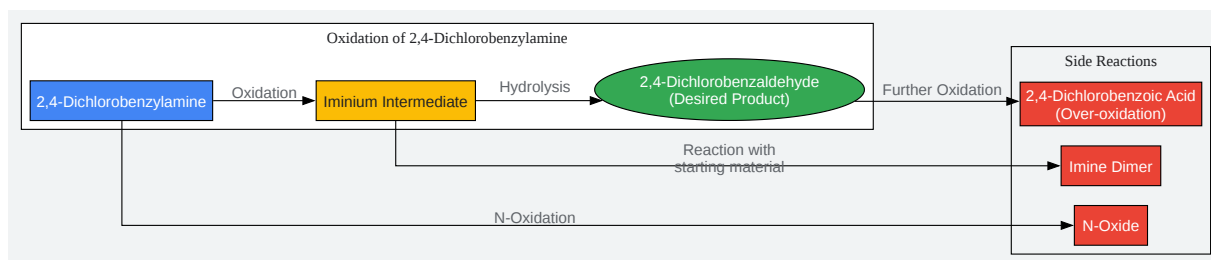 Oxidation of 2,4-Dichlorobenzylamine
2,4-Dichlorobenzylamine
Oxidation
Iminium Intermediate
Hydrolysis
2,4-Dichlorobenzaldehyde
(Desired Product)
Further Oxidation
Side Reactions
2,4-Dichlorobenzoic Acid
(Over-oxidation)
Reaction with
starting material
Imine Dimer
N-Oxidation
N-Oxide